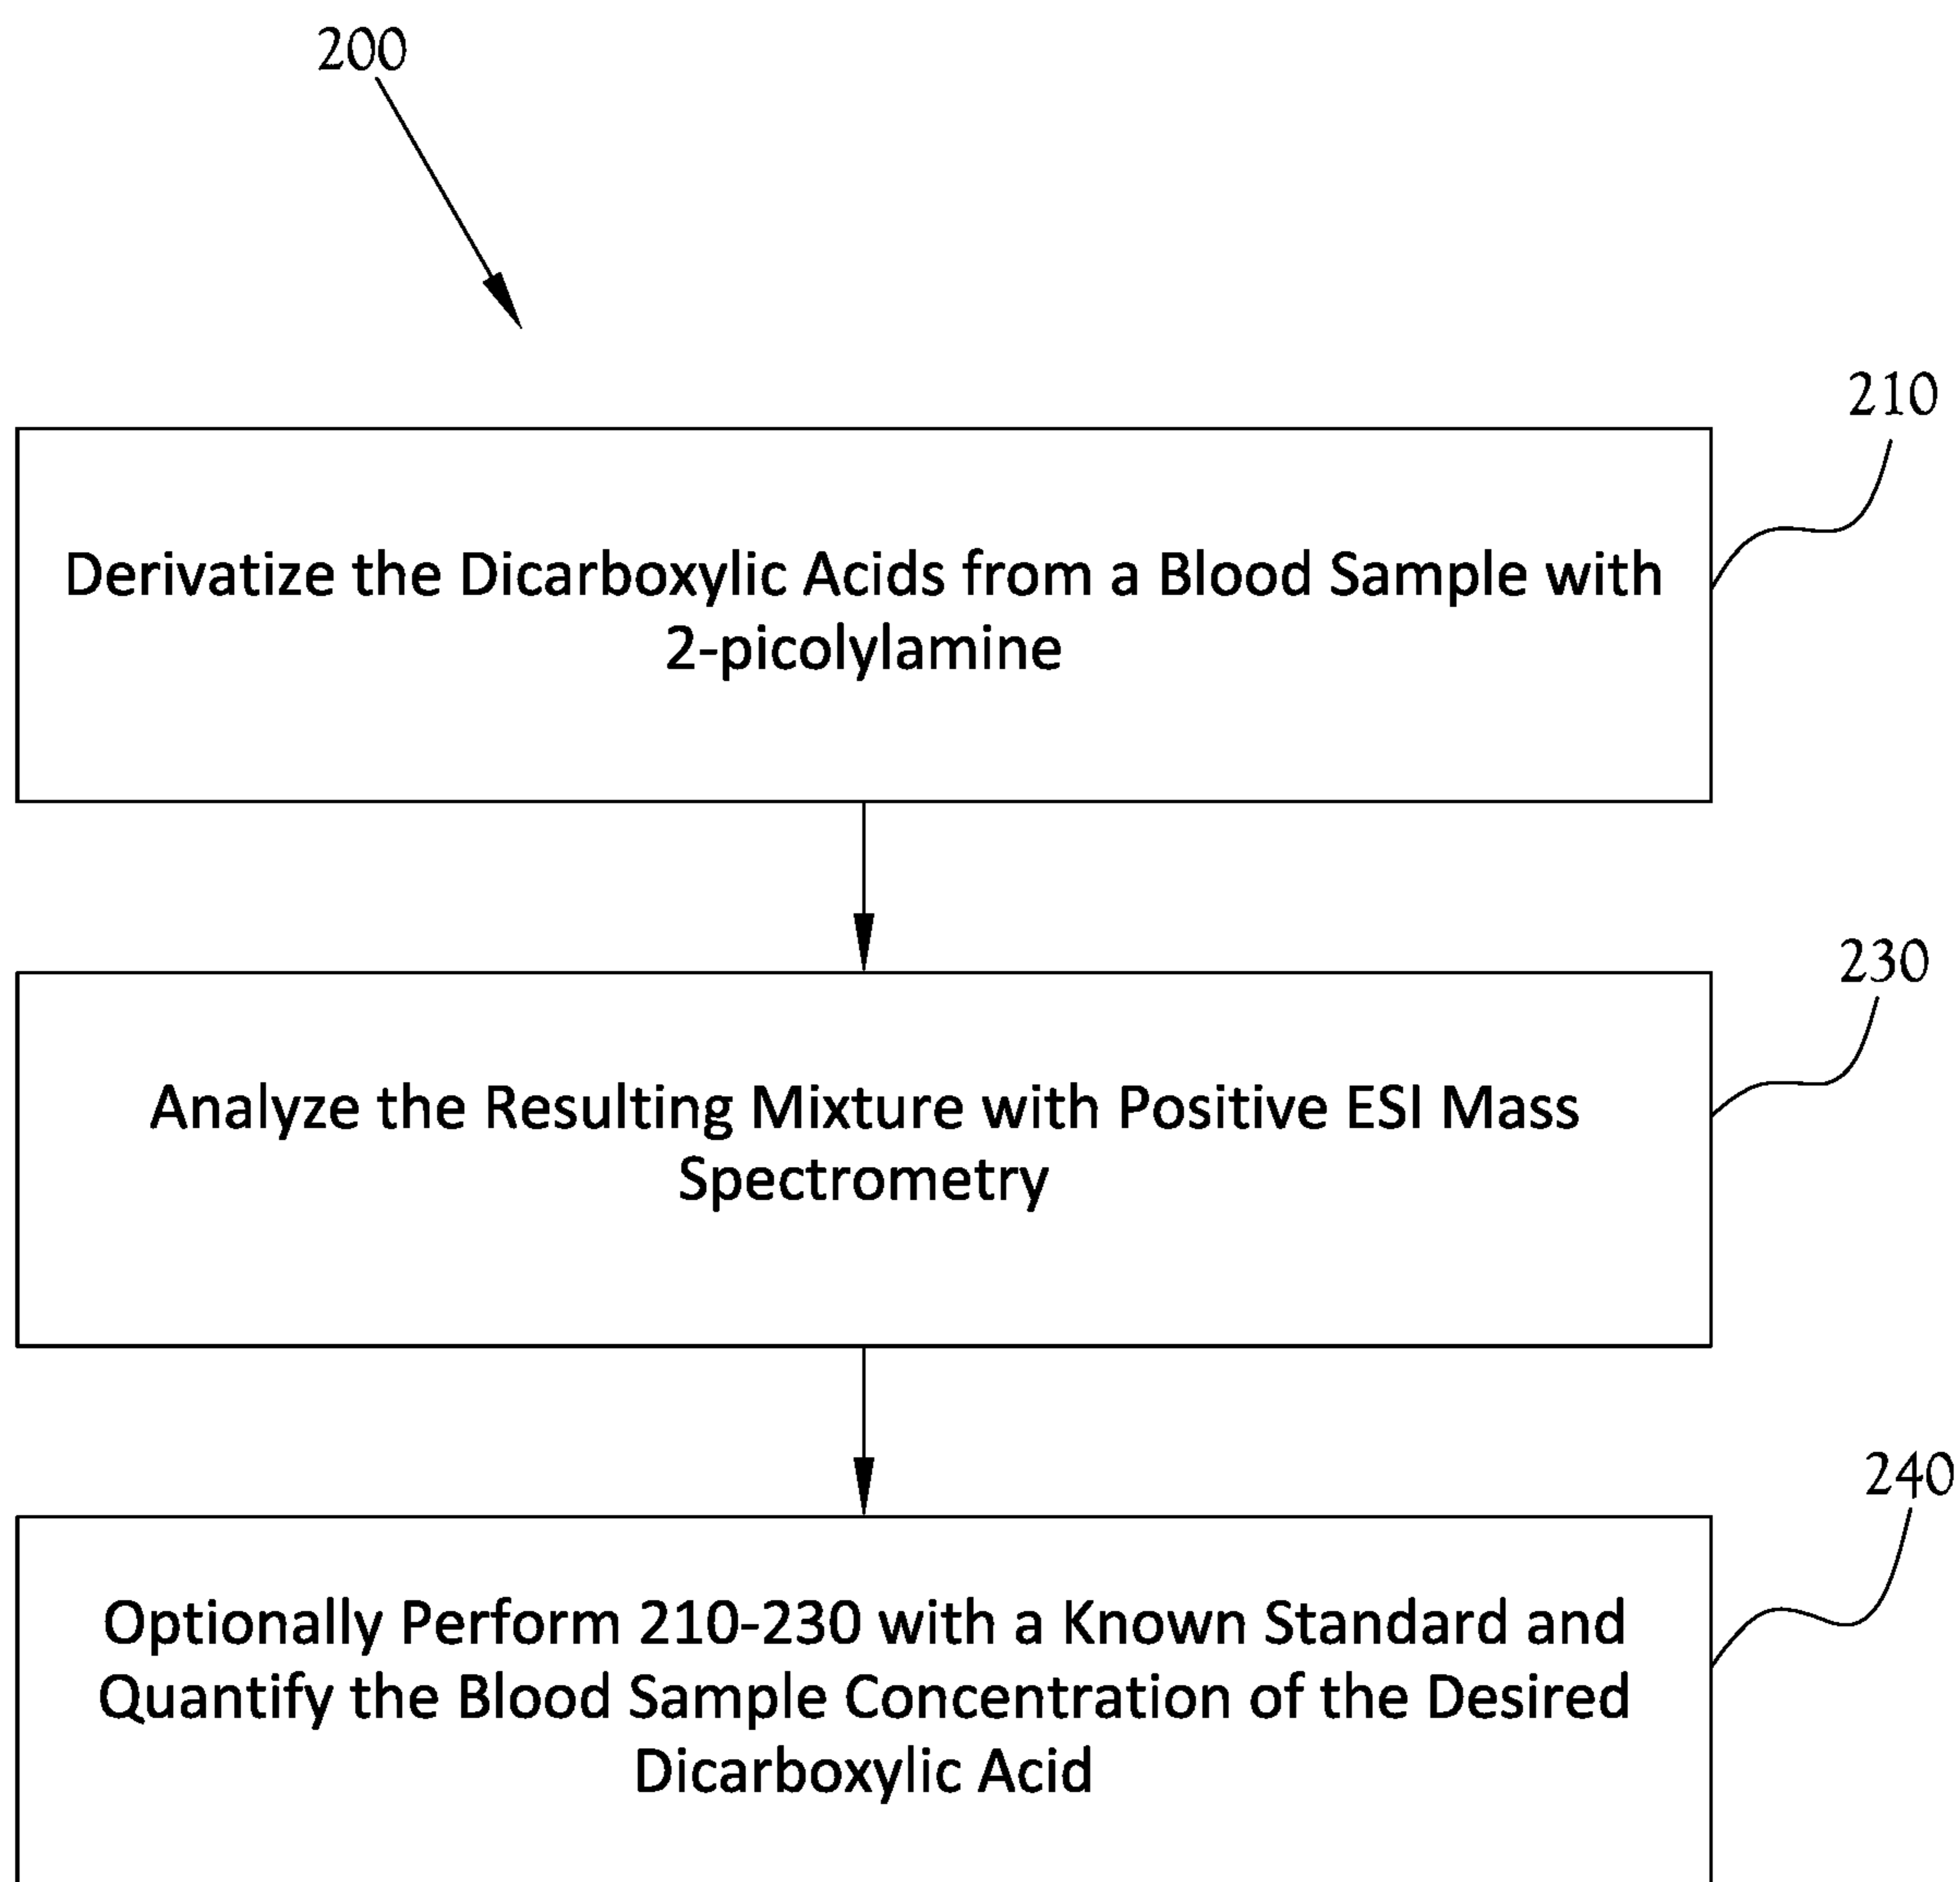 200
210
Derivatize the Dicarboxylic Acids from a Blood Sample with
2-picolylamine
230
Analyze the Resulting Mixture with Positive ESI Mass
Spectrometry
240
Optionally Perform 210-230 with a Known Standard and
Quantify the Blood Sample Concentration of the Desired
Dicarboxylic Acid